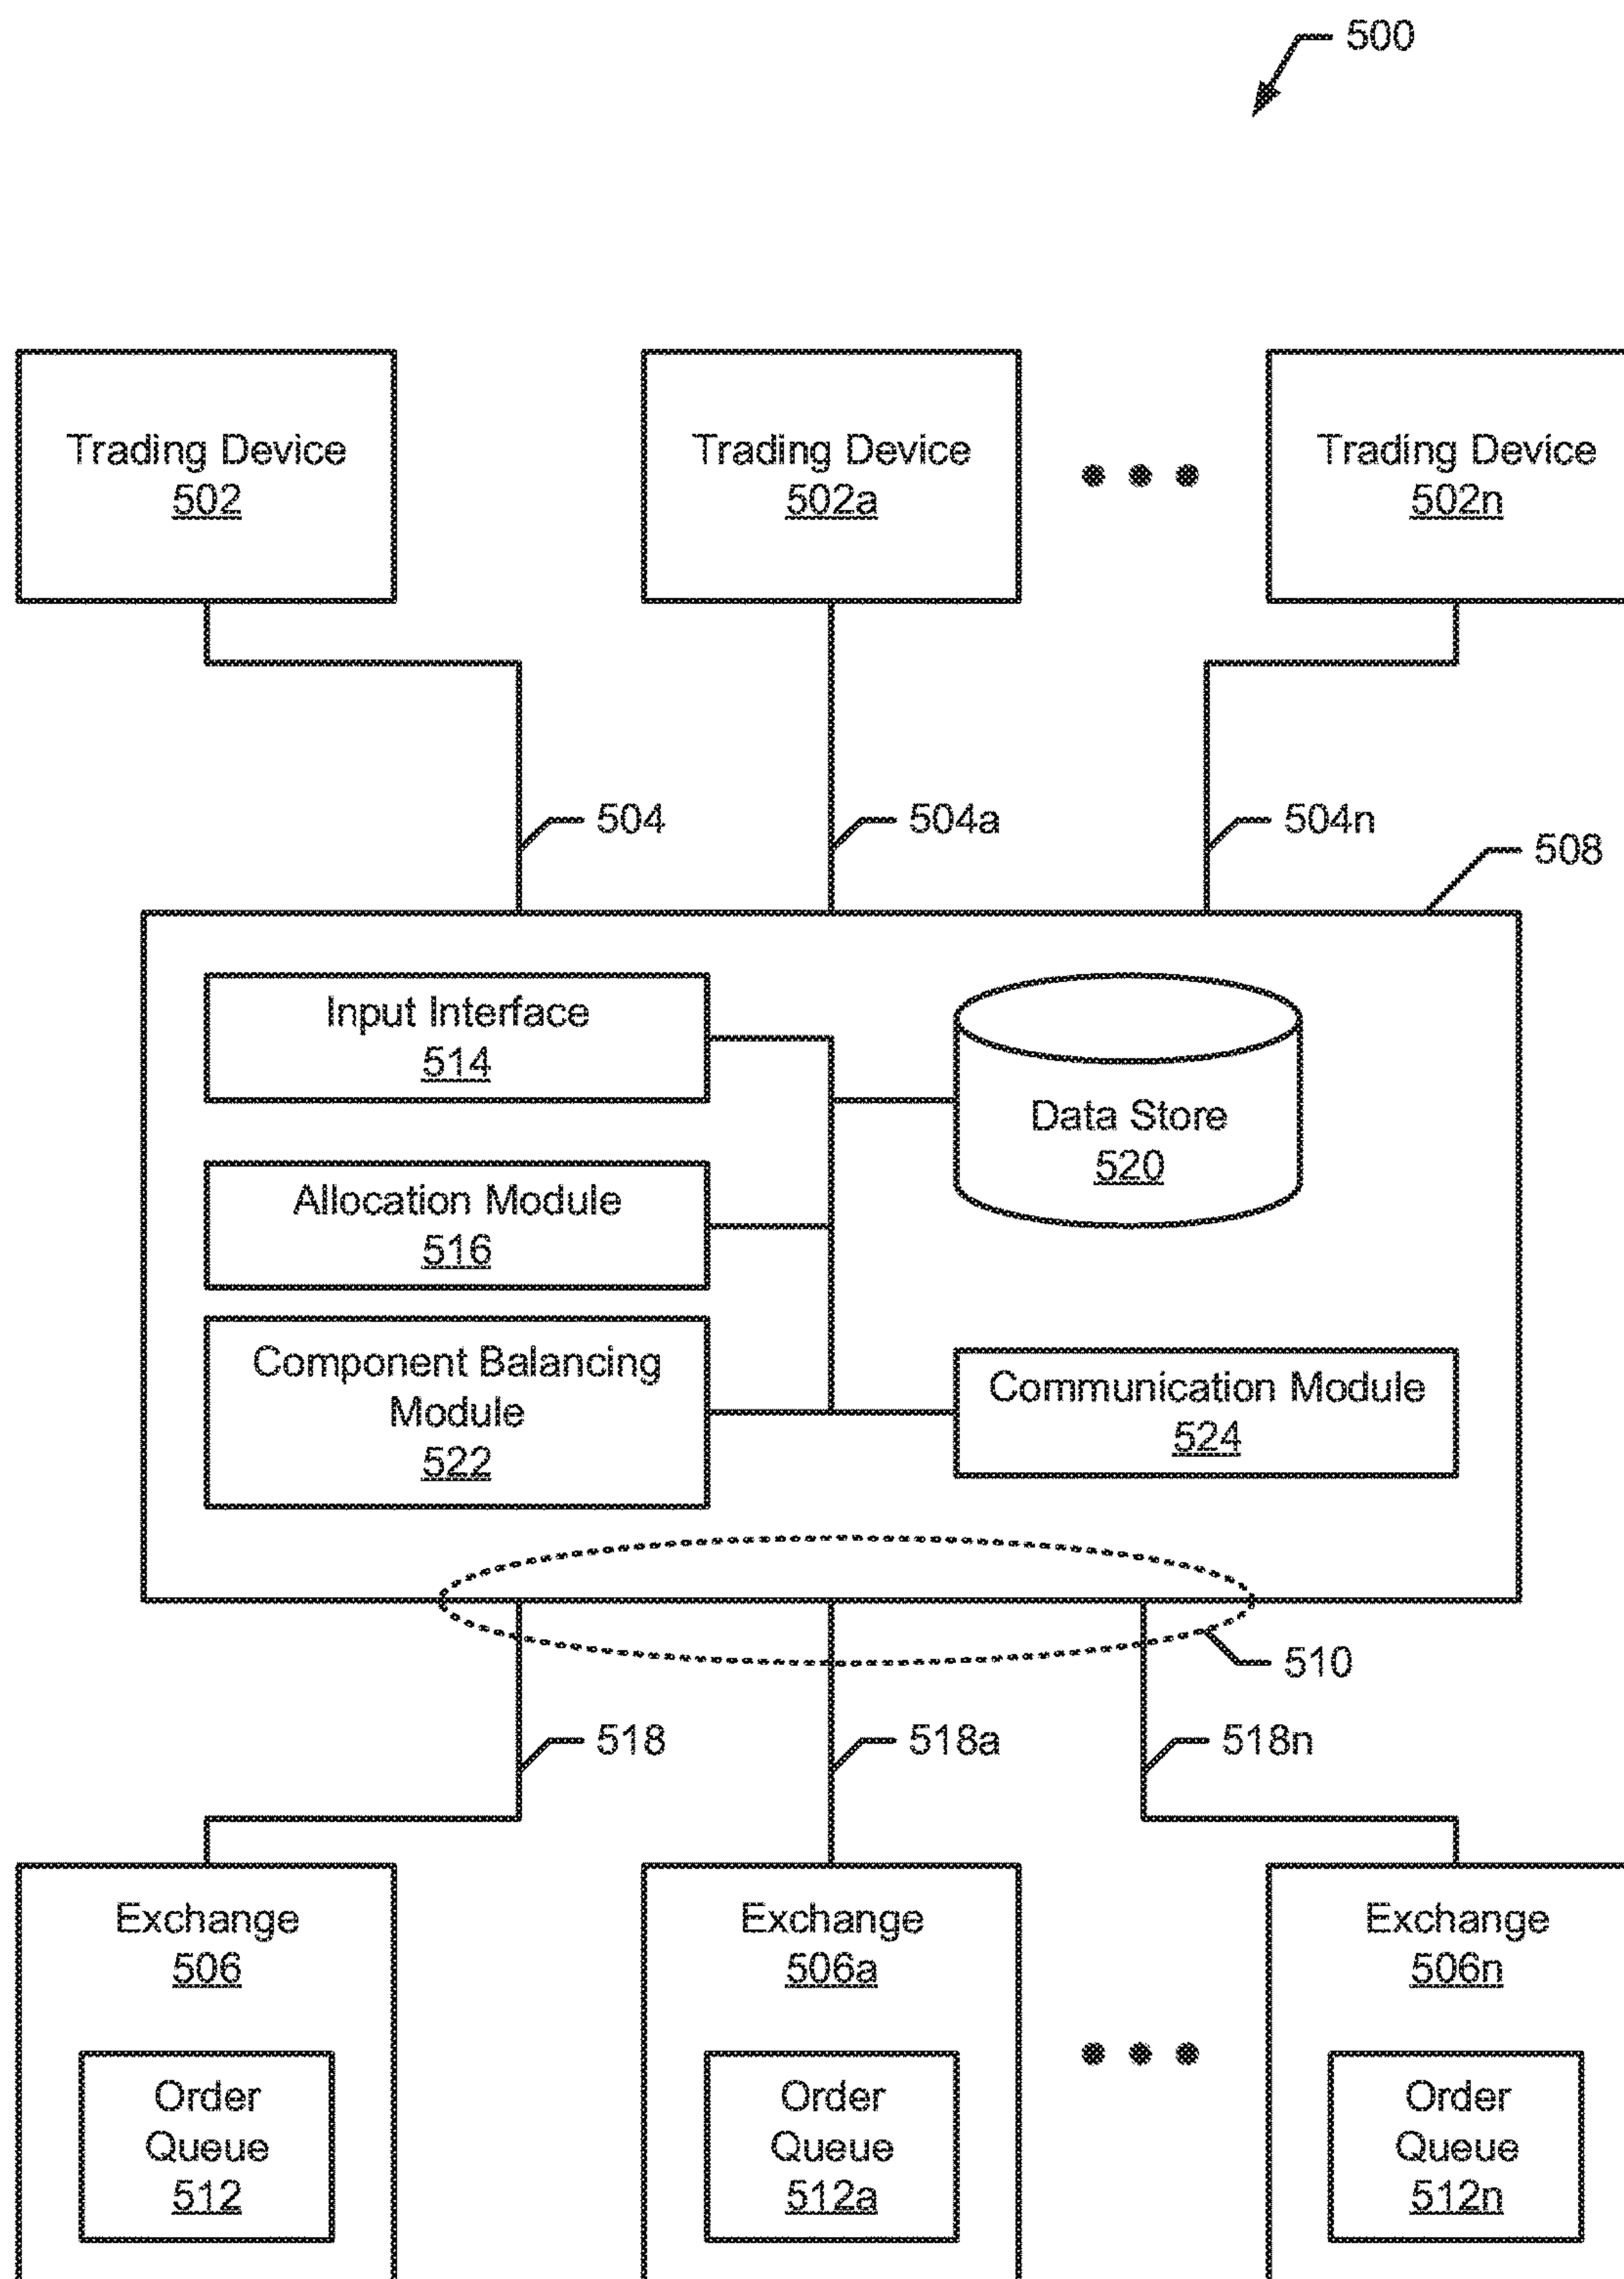 500
Trading Device
502
Trading Device
502a
Trading Device
502n
504
504a
504n
508
Input Interface
514
Data Store
520
Allocation Module
516
Component Balancing
Module
522
Communication Module
524
510
518
518a
518n
Exchange
506
Order
Queue
512
Exchange
506a
Order
Queue
512a
Exchange
506n
Order
Queue
512n